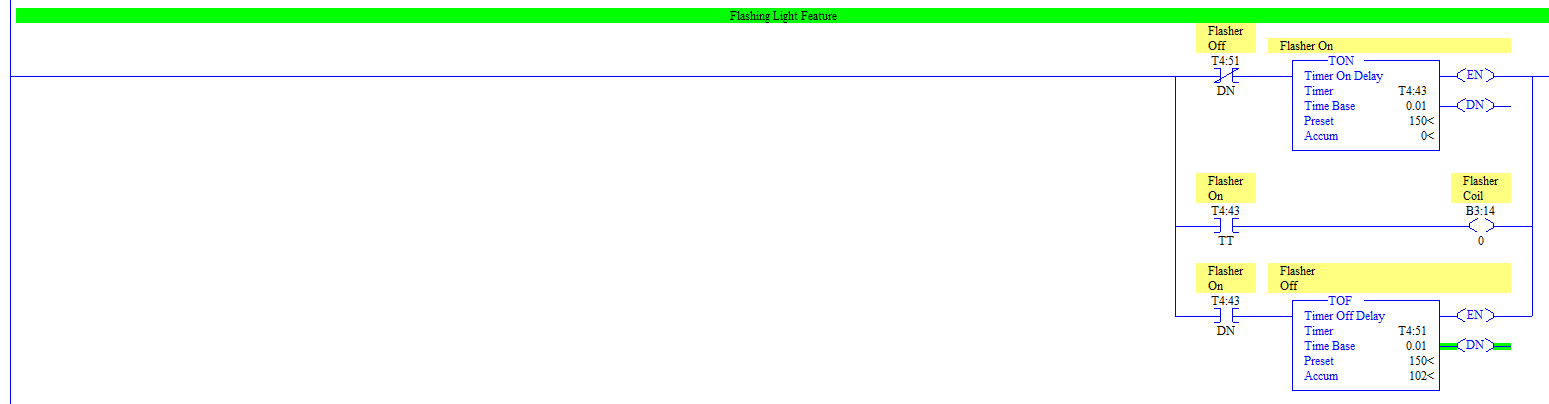 Flashing Light Feature
Flasher
Off
T4:51
DN
Flasher On
TON
Timer On Delay
Timer T4:43
Time Base 0.01
Preset 150<
Accum 0<
EN
DN
Flasher
On
T4:43
TT
Flasher
Coil
B3:14
0
Flasher
On
T4:43
DN
Flasher
Off
TOF
Timer Off Delay
Timer T4:51
Time Base 0.01
Preset 150<
Accum 102<
EN
DN